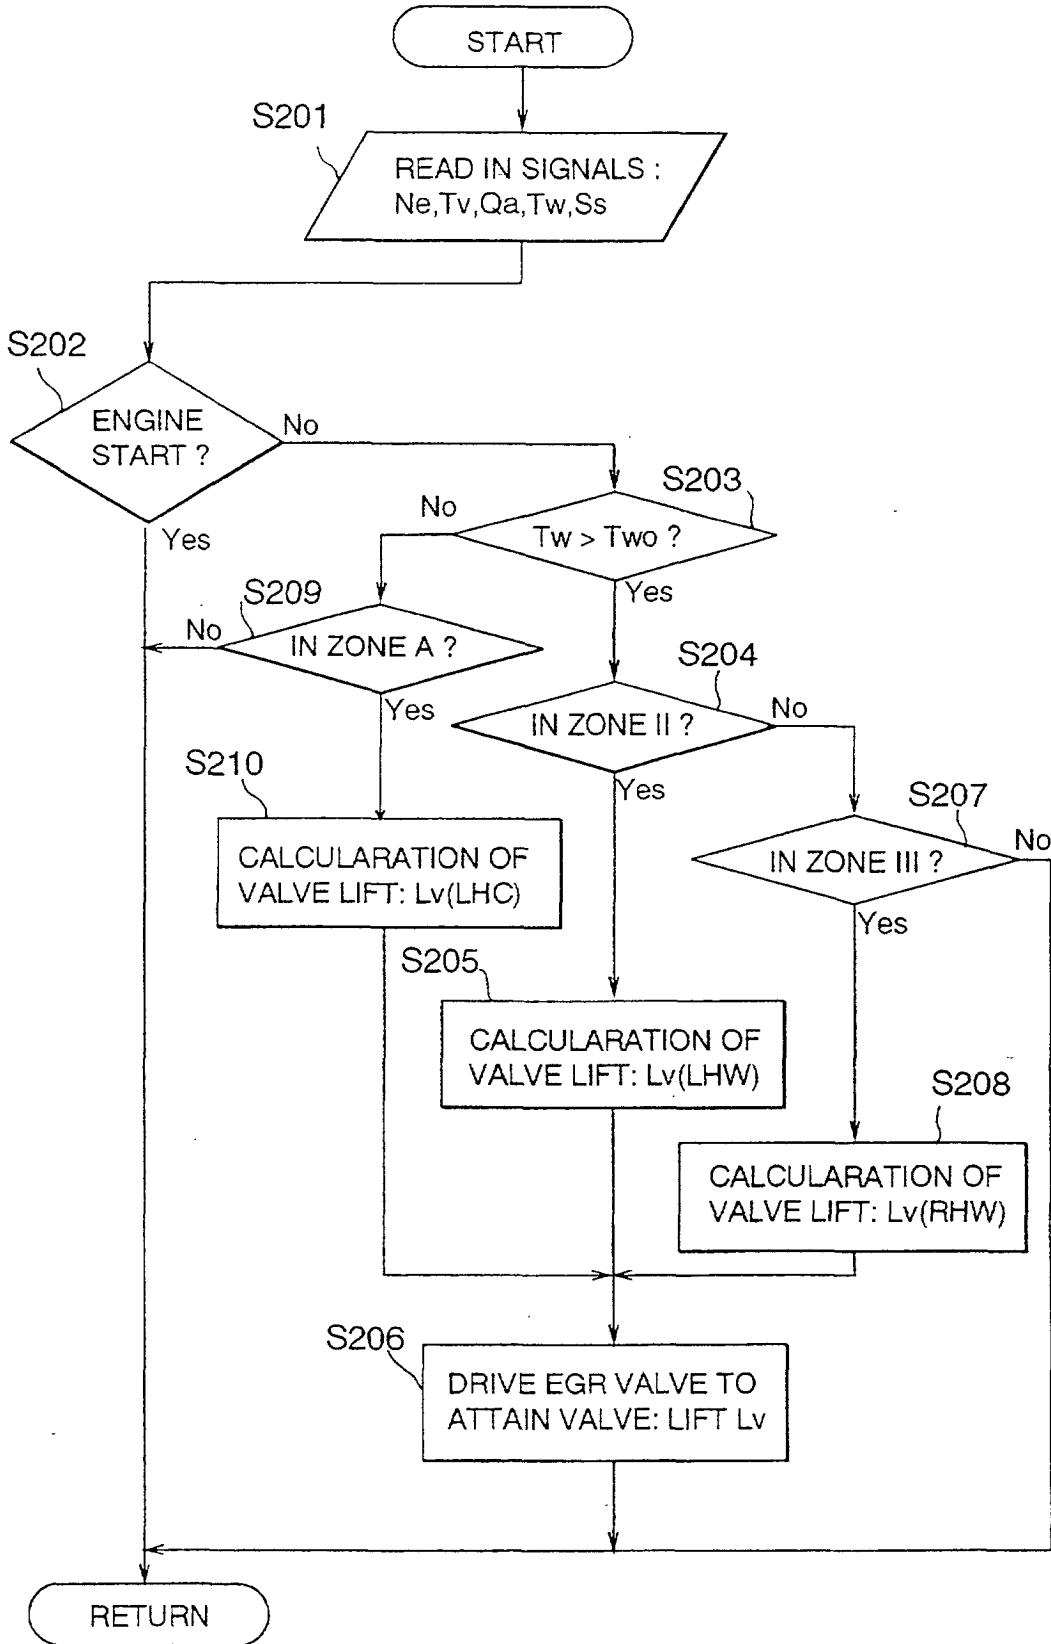 START
S201
READ IN SIGNALS :
Ne,Tv,Qa,Tw,Ss
S202
ENGINE
START ?
No
Yes
S203
Tw > Two ?
No
Yes
S209
IN ZONE A ?
No
Yes
S204
IN ZONE II ?
No
Yes
S210
CALCULARATION OF
VALVE LIFT: Lv(LHC)
S207
IN ZONE III ?
No
Yes
S205
CALCULARATION OF
VALVE LIFT: Lv(LHW)
S208
CALCULARATION OF
VALVE LIFT: Lv(RHW)
S206
DRIVE EGR VALVE TO
ATTAIN VALVE: LIFT Lv
RETURN